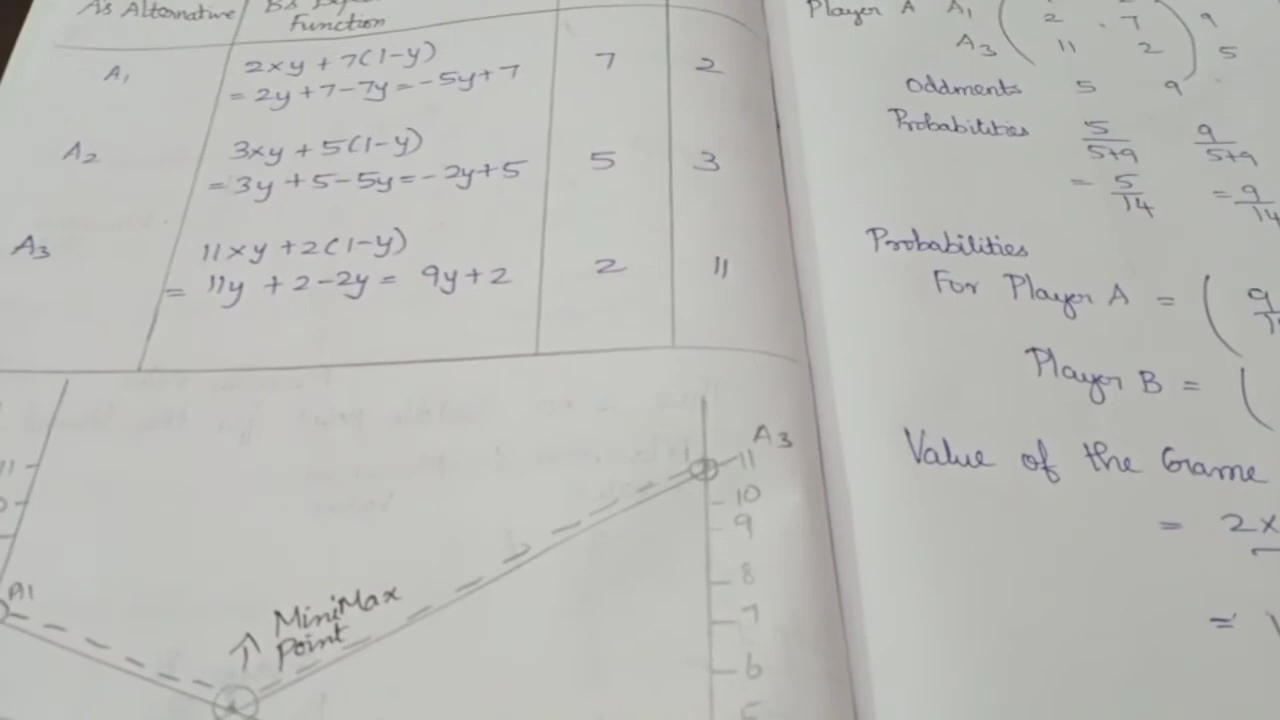 A's Alternative
Function
A1 2xy + 7(1-y) 7 2
= 2y + 7 - 7y = -5y + 7
A2 3xy + 5(1-y) 5 3
= 3y + 5 - 5y = -2y + 5
A3 11xy + 2(1-y) 2 11
= 11y + 2 - 2y = 9y + 2
11
A1
MiniMax
Point
A3
11
10
9
8
7
6
5
Player A A1 2 7 9
A3 11 2 5
Oddments 5 9
Probabilities 5/5+9 9/5+9
= 5/14 = 9/14
Probabilities
For Player A = ( 9
Player B = (
Value of the Game
= 2x
=